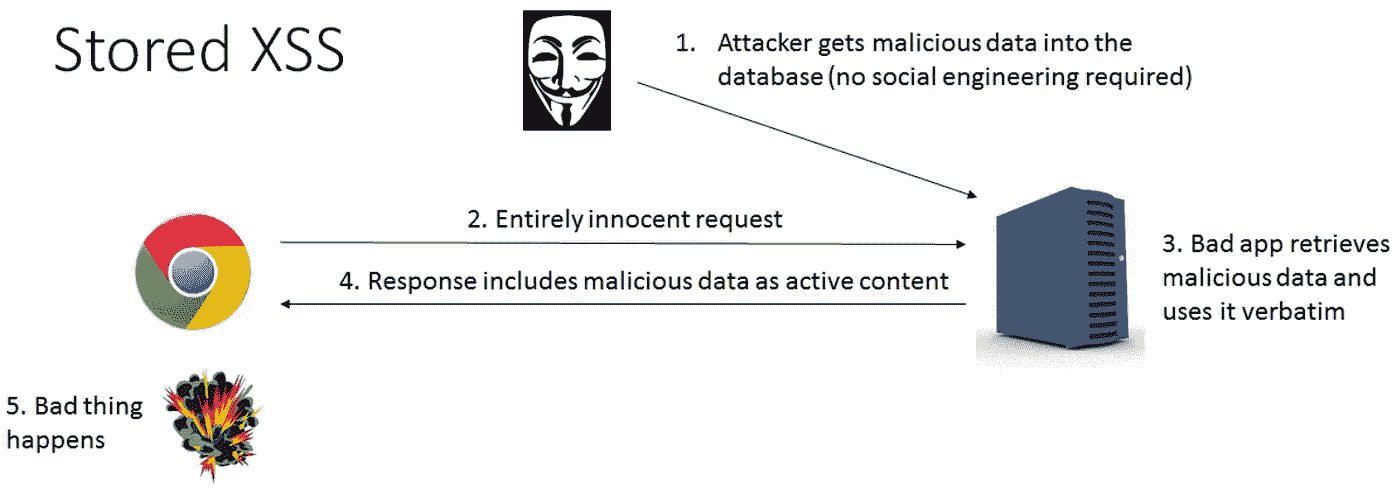 Stored XSS
1. Attacker gets malicious data into the
database (no social engineering required)
2. Entirely innocent request
3. Bad app retrieves
malicious data and
uses it verbatim
4. Response includes malicious data as active content
5. Bad thing
happens